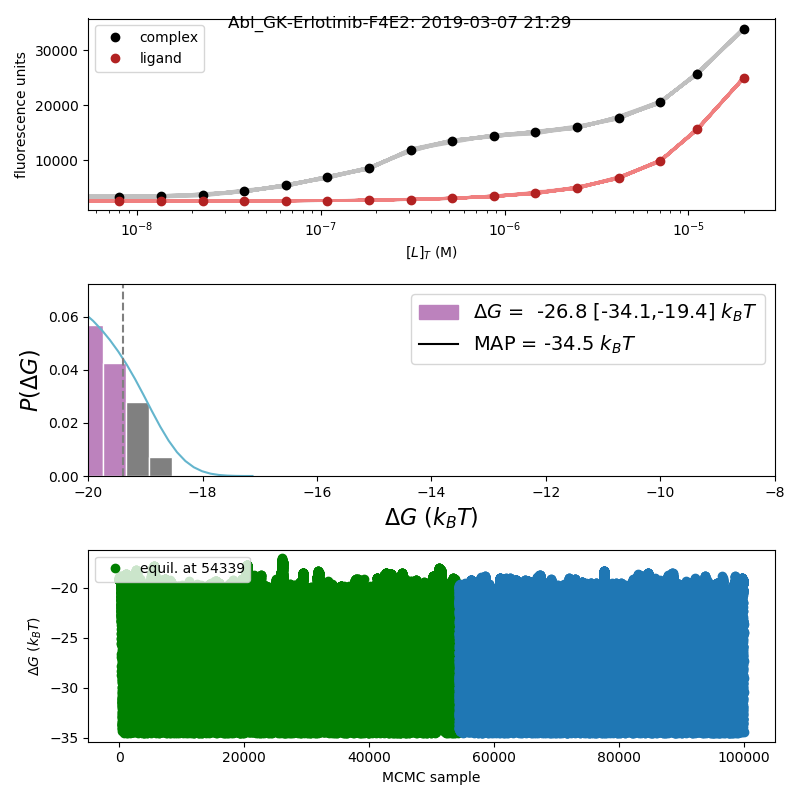 Abl_GK-Erlotinib-F4E2: 2019-03-07 21:29
complex
ligand
30000
20000
10000
fluorescence units
10⁻⁸ 10⁻⁷ 10⁻⁶ 10⁻⁵
[L]_T (M)
ΔG = -26.8 [-34.1,-19.4] k_BT
MAP = -34.5 k_BT
0.06
0.04
0.02
0.00
P(ΔG)
−20 −18 −16 −14 −12 −10 −8
ΔG (k_BT)
equil. at 54339
−20
−25
−30
−35
ΔG (k_BT)
0 20000 40000 60000 80000 100000
MCMC sample